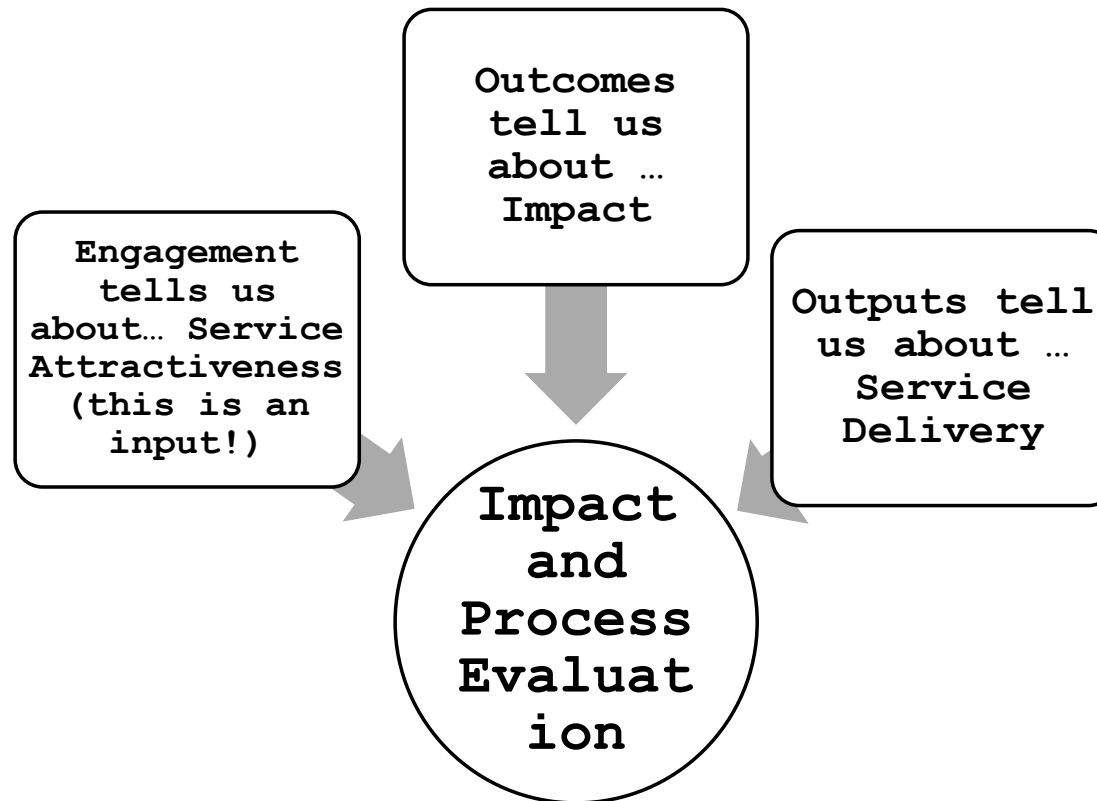 Outcomes
tell us
about …
Impact
Engagement
tells us
about… Service
Attractiveness
(this is an
input!)
Outputs tell
us about …
Service
Delivery
Impact
and
Process
Evaluat
ion